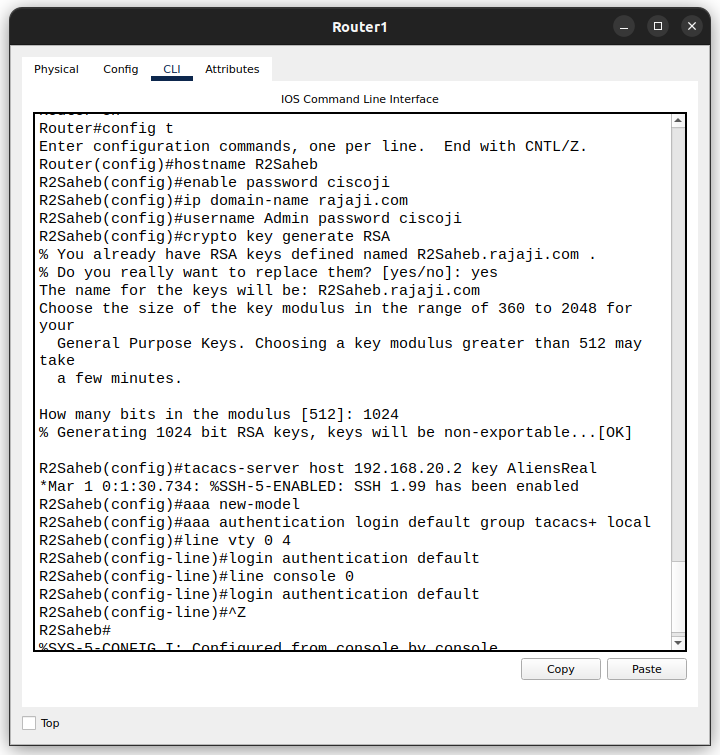 Router1
Physical Config CLI Attributes
IOS Command Line Interface
Router#config t
Enter configuration commands, one per line.  End with CNTL/Z.
Router(config)#hostname R2Saheb
R2Saheb(config)#enable password ciscoji
R2Saheb(config)#ip domain-name rajaji.com
R2Saheb(config)#username Admin password ciscoji
R2Saheb(config)#crypto key generate RSA
% You already have RSA keys defined named R2Saheb.rajaji.com .
% Do you really want to replace them? [yes/no]: yes
The name for the keys will be: R2Saheb.rajaji.com
Choose the size of the key modulus in the range of 360 to 2048 for
your
  General Purpose Keys. Choosing a key modulus greater than 512 may
take
  a few minutes.
How many bits in the modulus [512]: 1024
% Generating 1024 bit RSA keys, keys will be non-exportable...[OK]
R2Saheb(config)#tacacs-server host 192.168.20.2 key AliensReal
*Mar 1 0:1:30.734: %SSH-5-ENABLED: SSH 1.99 has been enabled
R2Saheb(config)#aaa new-model
R2Saheb(config)#aaa authentication login default group tacacs+ local
R2Saheb(config)#line vty 0 4
R2Saheb(config-line)#login authentication default
R2Saheb(config-line)#line console 0
R2Saheb(config-line)#login authentication default
R2Saheb(config-line)#^Z
R2Saheb#
%SYS-5-CONFIG_I: Configured from console by console
Copy Paste
Top